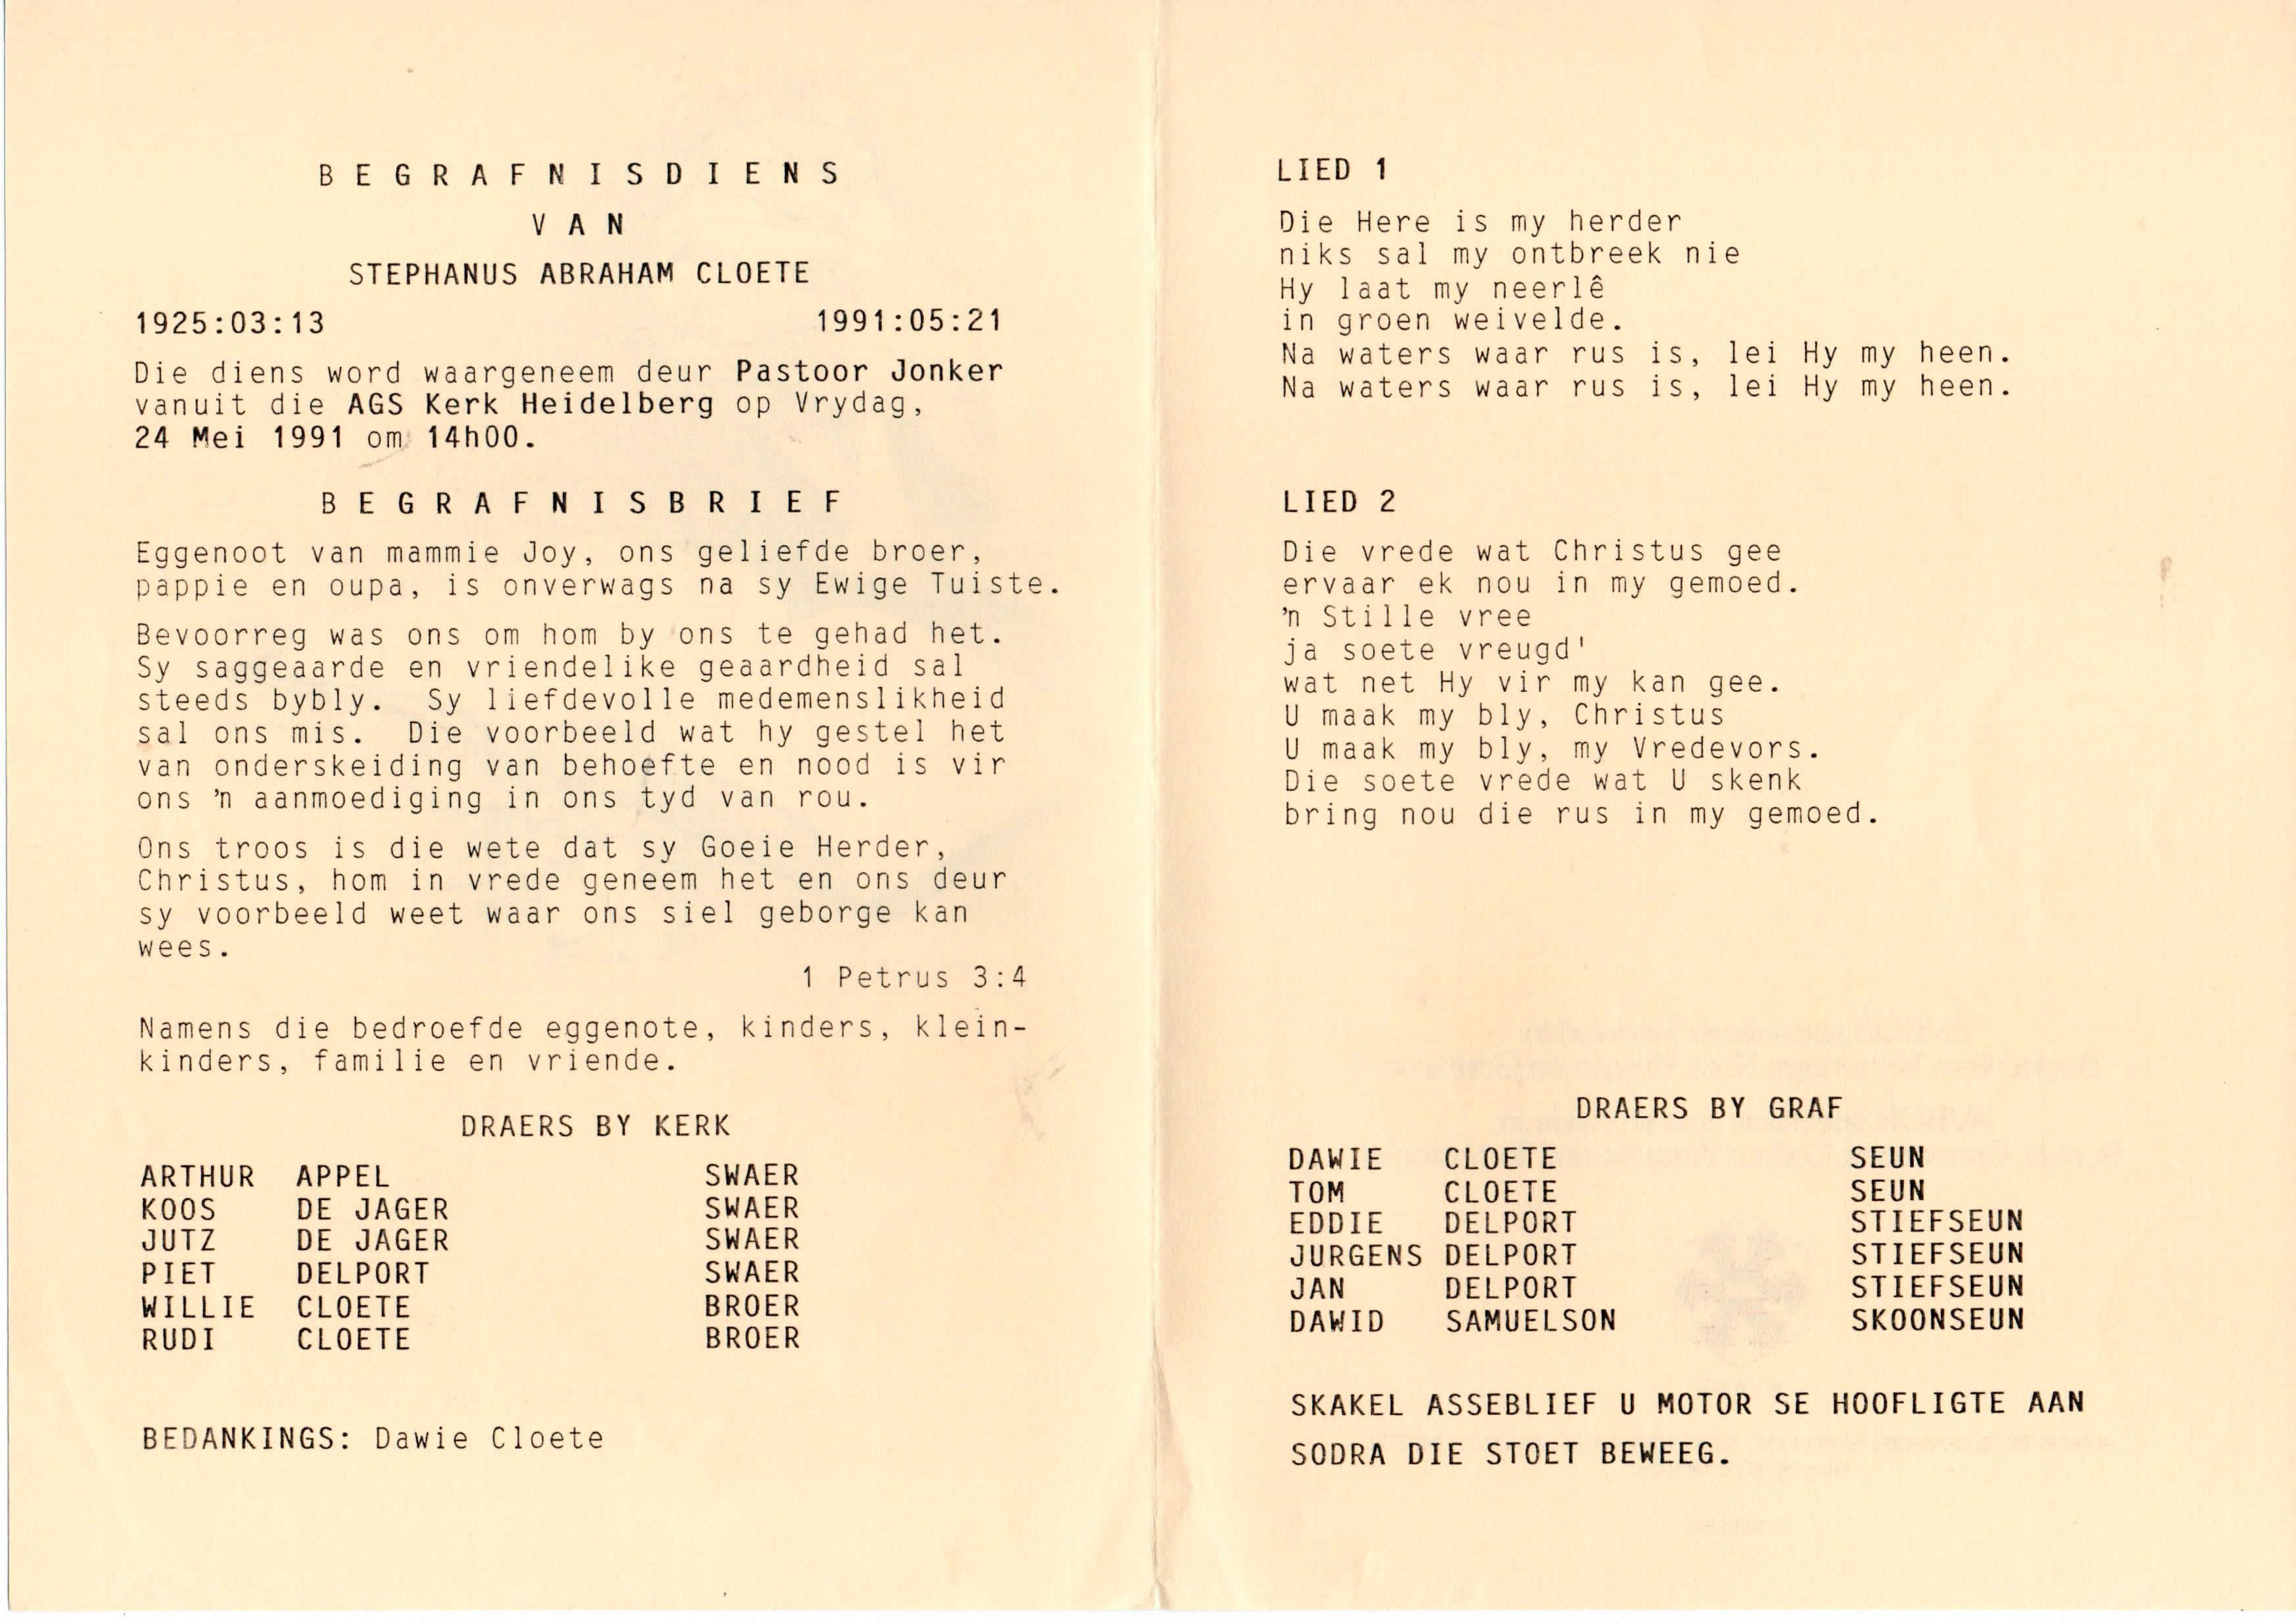 BEGRAFNISDIENS
VAN
STEPHANUS ABRAHAM CLOETE
1925:03:13 1991:05:21
Die diens word waargeneem deur Pastoor Jonker
vanuit die AGS Kerk Heidelberg op Vrydag,
24 Mei 1991 om 14h00.
BEGRAFNISBRIEF
Eggenoot van mammie Joy, ons geliefde broer,
pappie en oupa, is onverwags na sy Ewige Tuiste.
Bevoorreg was ons om hom by ons te gehad het.
Sy saggeaarde en vriendelike geaardheid sal
steeds bybly. Sy liefdevolle medemenslikheid
sal ons mis. Die voorbeeld wat hy gestel het
van onderskeiding van behoefte en nood is vir
ons 'n aanmoediging in ons tyd van rou.
Ons troos is die wete dat sy Goeie Herder,
Christus, hom in vrede geneem het en ons deur
sy voorbeeld weet waar ons siel geborge kan
wees.
1 Petrus 3:4
Namens die bedroefde eggenote, kinders, klein-
kinders, familie en vriende.
DRAERS BY KERK
ARTHUR APPEL SWAER
KOOS DE JAGER SWAER
JUTZ DE JAGER SWAER
PIET DELPORT SWAER
WILLIE CLOETE BROER
RUDI CLOETE BROER
BEDANKINGS: Dawie Cloete
LIED 1
Die Here is my herder
niks sal my ontbreek nie
Hy laat my neerlê
in groen weivelde.
Na waters waar rus is, lei Hy my heen.
Na waters waar rus is, lei Hy my heen.
LIED 2
Die vrede wat Christus gee
ervaar ek nou in my gemoed.
'n Stille vree
ja soete vreugd'
wat net Hy vir my kan gee.
U maak my bly, Christus
U maak my bly, my Vredevors.
Die soete vrede wat U skenk
bring nou die rus in my gemoed.
DRAERS BY GRAF
DAWIE CLOETE SEUN
TOM CLOETE SEUN
EDDIE DELPORT STIEFSEUN
JURGENS DELPORT STIEFSEUN
JAN DELPORT STIEFSEUN
DAWID SAMUELSON SKOONSEUN
SKAKEL ASSEBLIEF U MOTOR SE HOOFLIGTE AAN
SODRA DIE STOET BEWEEG.